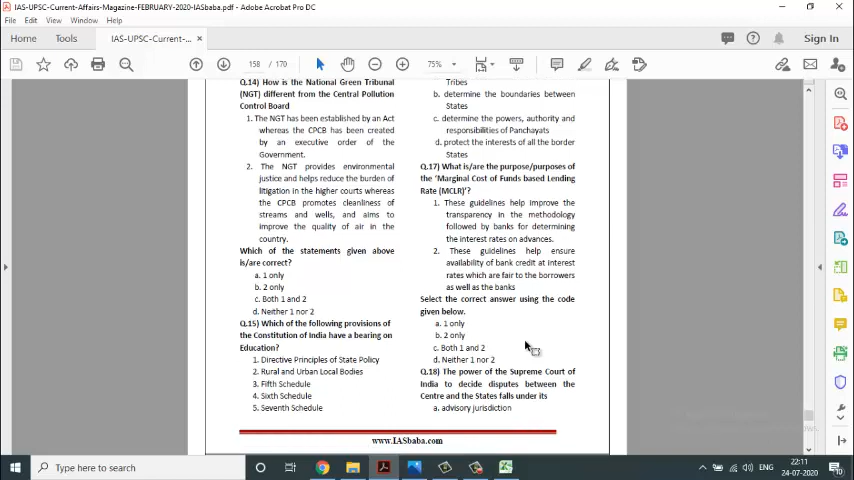 IAS-UPSC-Current-Affairs-Magazine-FEBRUARY-2020-IASbaba.pdf - Adobe Acrobat Pro DC
File Edit View Window Help
Home Tools IAS-UPSC-Current-... × Sign In
158 / 170 75%
Q.14) How is the National Green Tribunal
(NGT) different from the Central Pollution
Control Board
1. The NGT has been established by an Act
whereas the CPCB has been created
by an executive order of the
Government.
2. The NGT provides environmental
justice and helps reduce the burden of
litigation in the higher courts whereas
the CPCB promotes cleanliness of
streams and wells, and aims to
improve the quality of air in the
country.
Which of the statements given above
is/are correct?
a. 1 only
b. 2 only
c. Both 1 and 2
d. Neither 1 nor 2
Q.15) Which of the following provisions of
the Constitution of India have a bearing on
Education?
1. Directive Principles of State Policy
2. Rural and Urban Local Bodies
3. Fifth Schedule
4. Sixth Schedule
5. Seventh Schedule
Tribes
b. determine the boundaries between
States
c. determine the powers, authority and
responsibilities of Panchayats
d. protect the interests of all the border
States
Q.17) What is/are the purpose/purposes of
the ‘Marginal Cost of Funds based Lending
Rate (MCLR)’?
1. These guidelines help improve the
transparency in the methodology
followed by banks for determining
the interest rates on advances.
2. These guidelines help ensure
availability of bank credit at interest
rates which are fair to the borrowers
as well as the banks
Select the correct answer using the code
given below.
a. 1 only
b. 2 only
c. Both 1 and 2
d. Neither 1 nor 2
Q.18) The power of the Supreme Court of
India to decide disputes between the
Centre and the States falls under its
a. advisory jurisdiction
www.IASbaba.com
Type here to search
ENG
22:11
24-07-2020
10